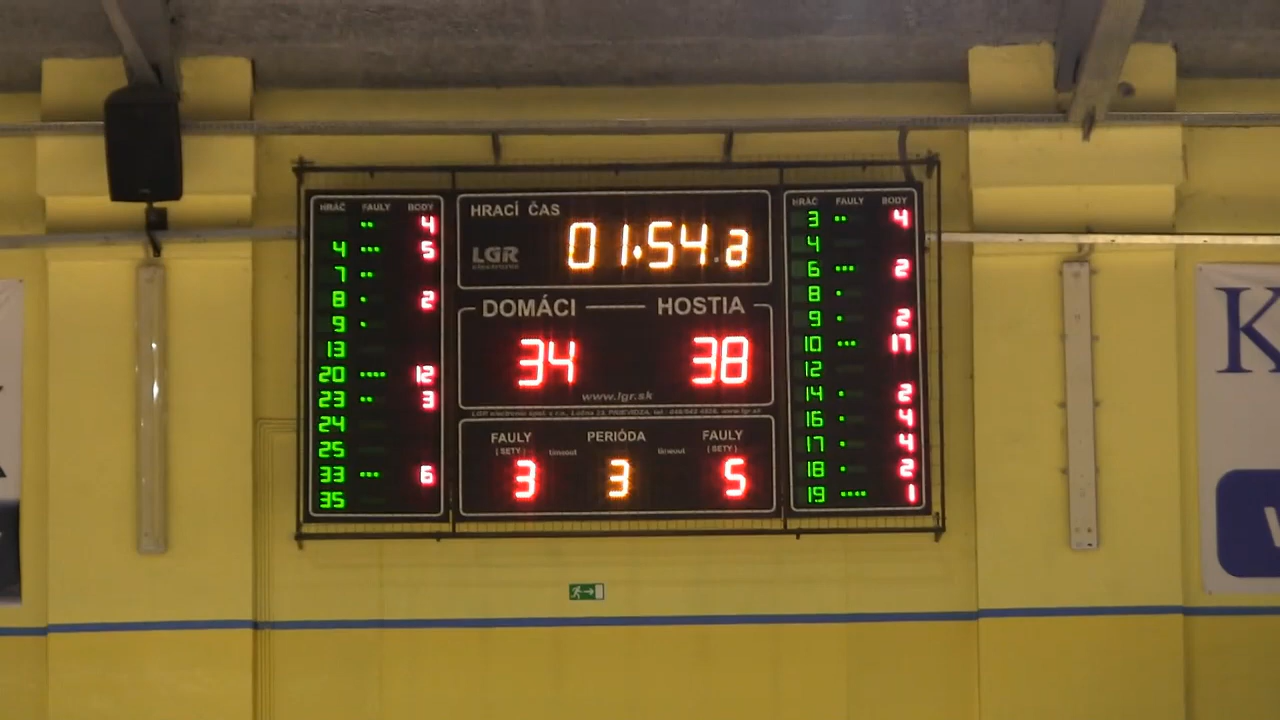 HRÁČ FAULY BODY
4
4 5
7
8 2
9
13
20 12
23 3
24
25
33 6
35
HRACÍ ČAS
LGR
01:54.a
DOMÁCI HOSTIA
34 38
www.lgr.sk
FAULY PERIÓDA FAULY
(SETY) timeout timeout (SETY)
3 3 5
HRÁČ FAULY BODY
3 4
4
6 2
8
9 2
10 17
12
14 2
16 4
17 4
18 2
19 1
K